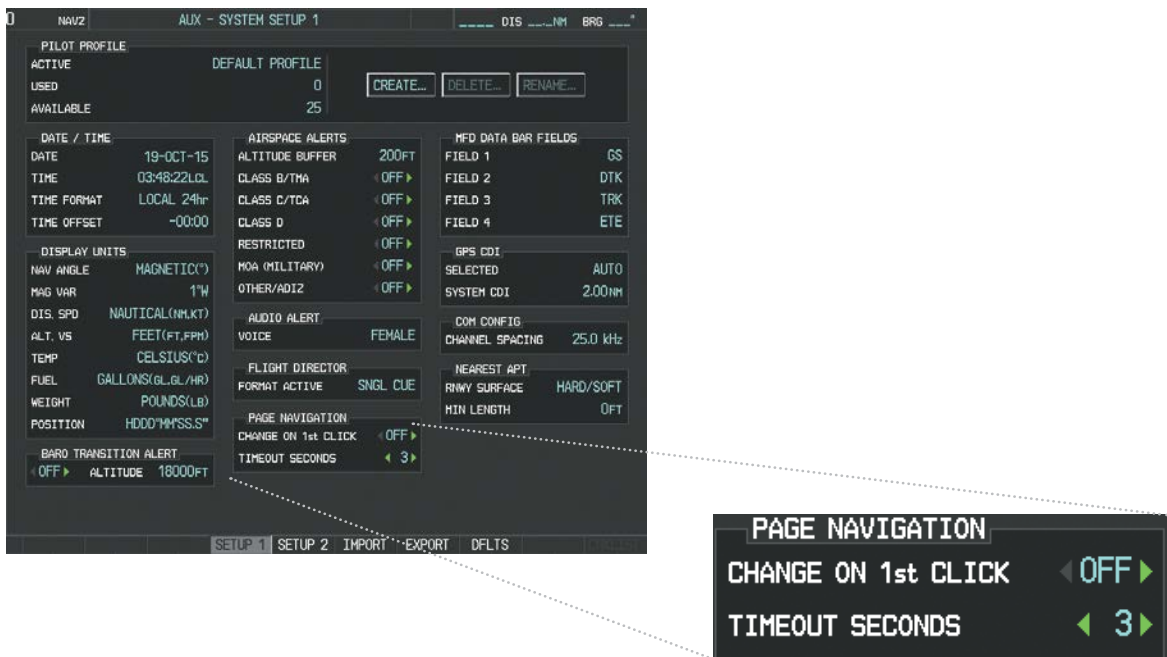 NAV2 AUX - SYSTEM SETUP 1 ____ DIS __._NM BRG ___°
PILOT PROFILE
ACTIVE DEFAULT PROFILE
USED 0 CREATE... DELETE... RENAME...
AVAILABLE 25
DATE / TIME
DATE 19-OCT-15
TIME 03:48:22LCL
TIME FORMAT LOCAL 24hr
TIME OFFSET -00:00
DISPLAY UNITS
NAV ANGLE MAGNETIC(°)
MAG VAR 1°W
DIS, SPD NAUTICAL(NM,KT)
ALT, VS FEET(FT,FPM)
TEMP CELSIUS(°C)
FUEL GALLONS(GL,GL/HR)
WEIGHT POUNDS(LB)
POSITION HDDD°MM'SS.S"
BARO TRANSITION ALERT
OFF ALTITUDE 18000FT
AIRSPACE ALERTS
ALTITUDE BUFFER 200FT
CLASS B/TMA OFF
CLASS C/TCA OFF
CLASS D OFF
RESTRICTED OFF
MOA (MILITARY) OFF
OTHER/ADIZ OFF
AUDIO ALERT
VOICE FEMALE
FLIGHT DIRECTOR
FORMAT ACTIVE SNGL CUE
PAGE NAVIGATION
CHANGE ON 1st CLICK OFF
TIMEOUT SECONDS 3
MFD DATA BAR FIELDS
FIELD 1 GS
FIELD 2 DTK
FIELD 3 TRK
FIELD 4 ETE
GPS CDI
SELECTED AUTO
SYSTEM CDI 2.00NM
COM CONFIG
CHANNEL SPACING 25.0 kHz
NEAREST APT
RNWY SURFACE HARD/SOFT
MIN LENGTH 0FT
SETUP 1 SETUP 2 IMPORT EXPORT DFLTS
PAGE NAVIGATION
CHANGE ON 1st CLICK OFF
TIMEOUT SECONDS 3